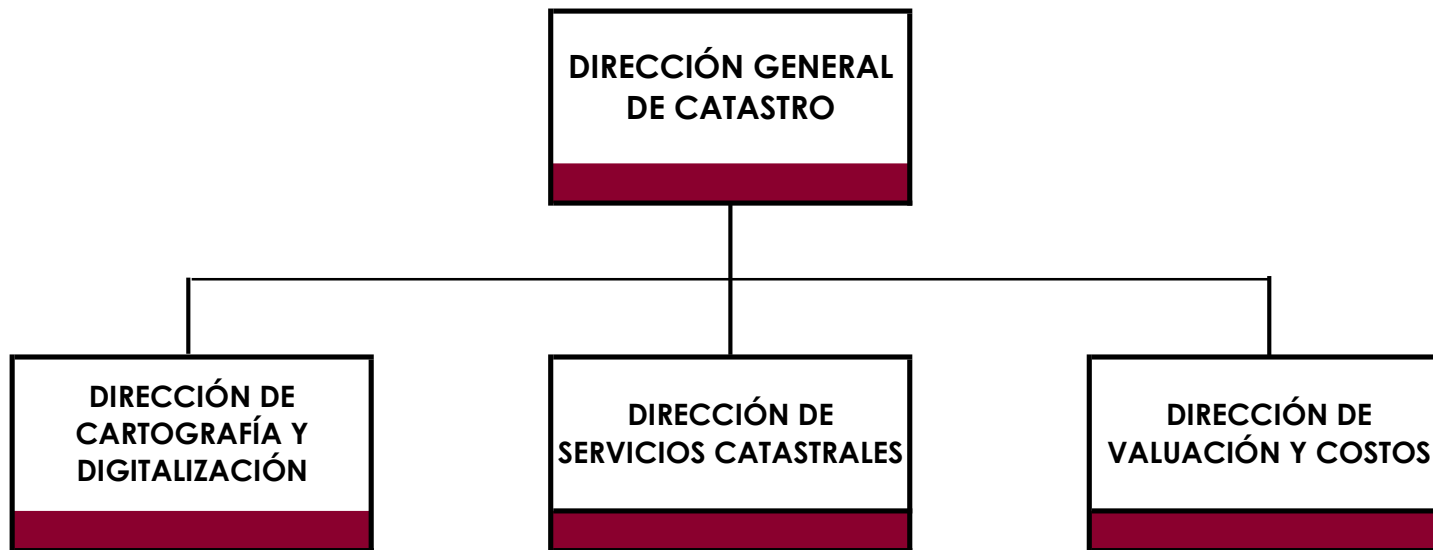 DIRECCIÓN GENERAL
DE CATASTRO
DIRECCIÓN DE
CARTOGRAFÍA Y
DIGITALIZACIÓN
DIRECCIÓN DE
SERVICIOS CATASTRALES
DIRECCIÓN DE
VALUACIÓN Y COSTOS